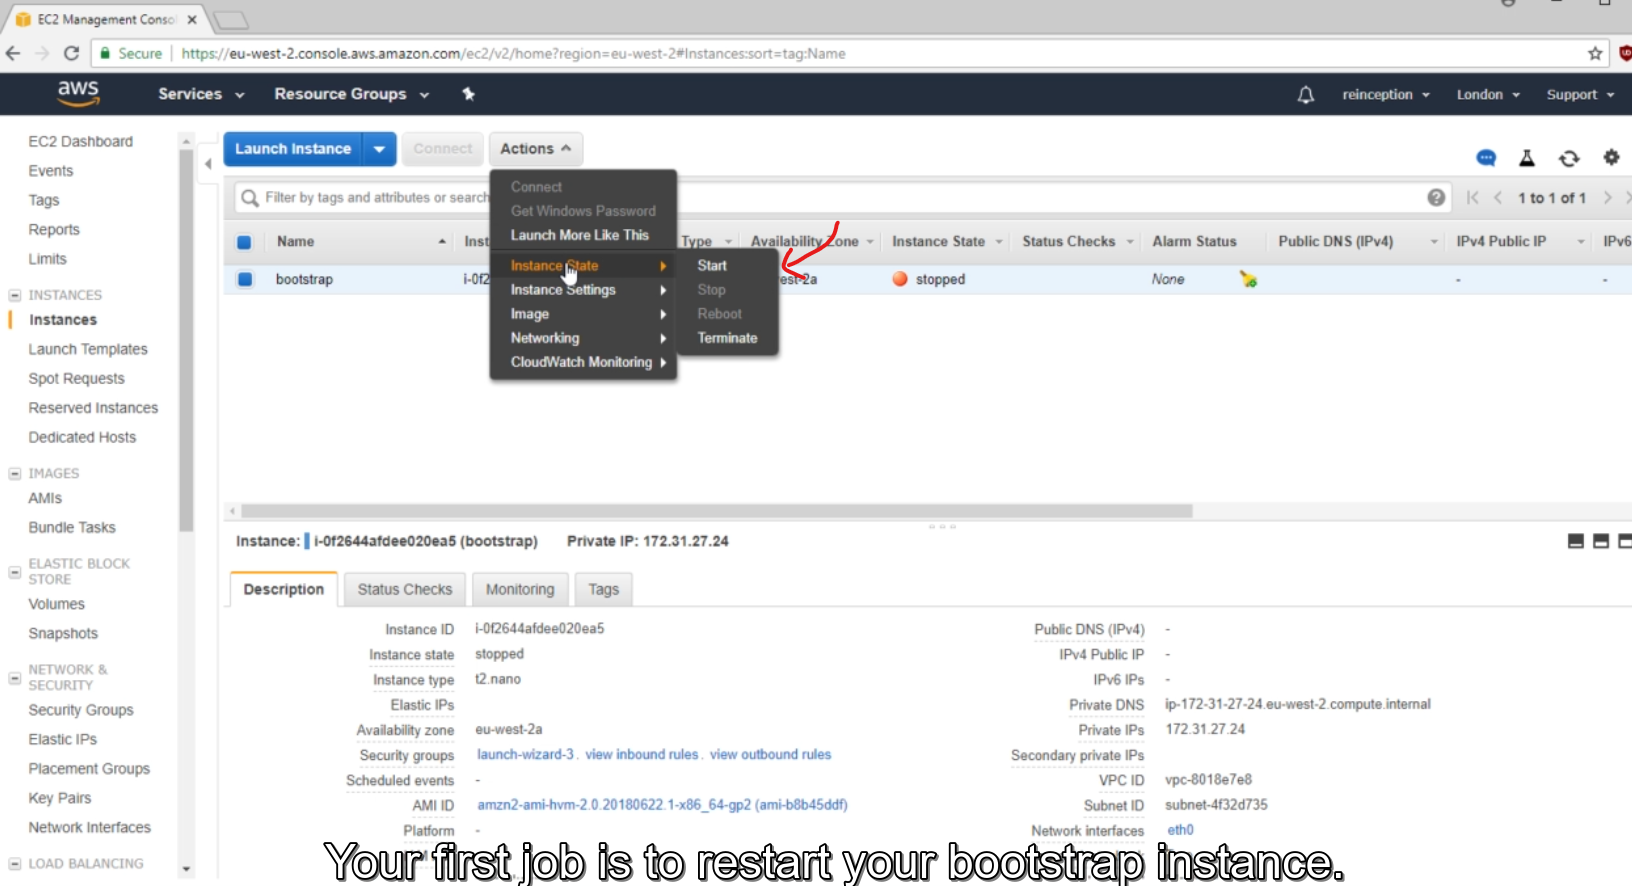 EC2 Management Conso
Secure https://eu-west-2.console.aws.amazon.com/ec2/v2/home?region=eu-west-2#Instances:sort=tag:Name
aws Services Resource Groups reinception London Support
EC2 Dashboard
Events
Tags
Reports
Limits
INSTANCES
Instances
Launch Templates
Spot Requests
Reserved Instances
Dedicated Hosts
IMAGES
AMIs
Bundle Tasks
ELASTIC BLOCK
STORE
Volumes
Snapshots
NETWORK &
SECURITY
Security Groups
Elastic IPs
Placement Groups
Key Pairs
Network Interfaces
LOAD BALANCING
Launch Instance Connect Actions
Filter by tags and attributes or search
1 to 1 of 1
Name Inst Type Availability Zone Instance State Status Checks Alarm Status Public DNS (IPv4) IPv4 Public IP IPv6
bootstrap i-0f2 est-2a stopped None - -
Connect
Get Windows Password
Launch More Like This
Instance State
Instance Settings
Image
Networking
CloudWatch Monitoring
Start
Stop
Reboot
Terminate
Instance: i-0f2644afdee020ea5 (bootstrap) Private IP: 172.31.27.24
Description Status Checks Monitoring Tags
Instance ID i-0f2644afdee020ea5 Public DNS (IPv4) -
Instance state stopped IPv4 Public IP -
Instance type t2.nano IPv6 IPs -
Elastic IPs Private DNS ip-172-31-27-24.eu-west-2.compute.internal
Availability zone eu-west-2a Private IPs 172.31.27.24
Security groups launch-wizard-3. view inbound rules. view outbound rules Secondary private IPs
Scheduled events - VPC ID vpc-8018e7e8
AMI ID amzn2-ami-hvm-2.0.20180622.1-x86_64-gp2 (ami-b8b45ddf) Subnet ID subnet-4f32d735
Platform - Network interfaces eth0
Your first job is to restart your bootstrap instance.